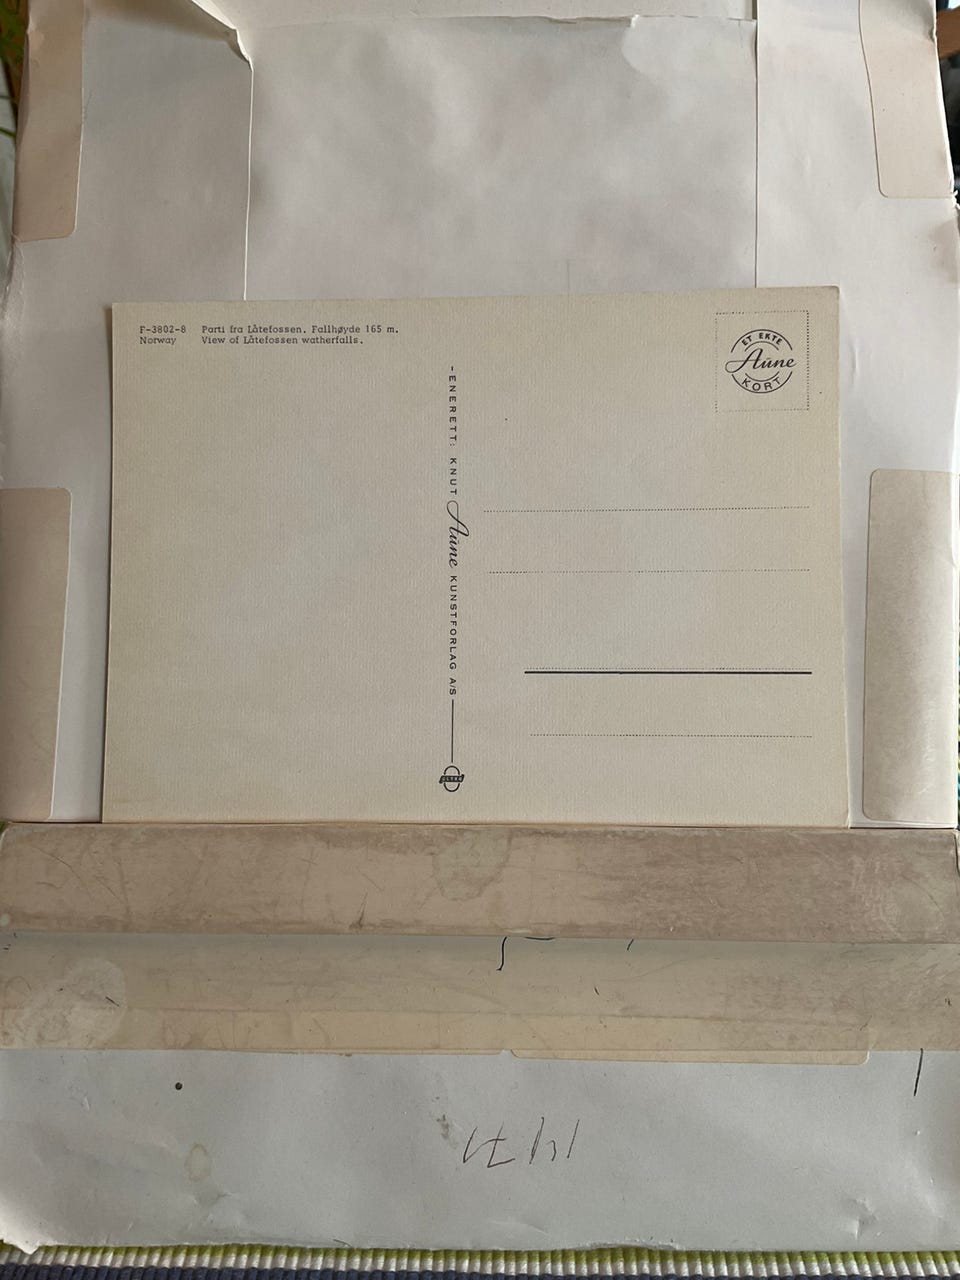 F-3802-8 Parti fra Låtefossen. Fallhøyde 165 m.
Norway View of Låtefossen watherfalls.
ET EKTE
Aune
KORT
-ENERETT: KNUT Aune KUNSTFORLAG A/S